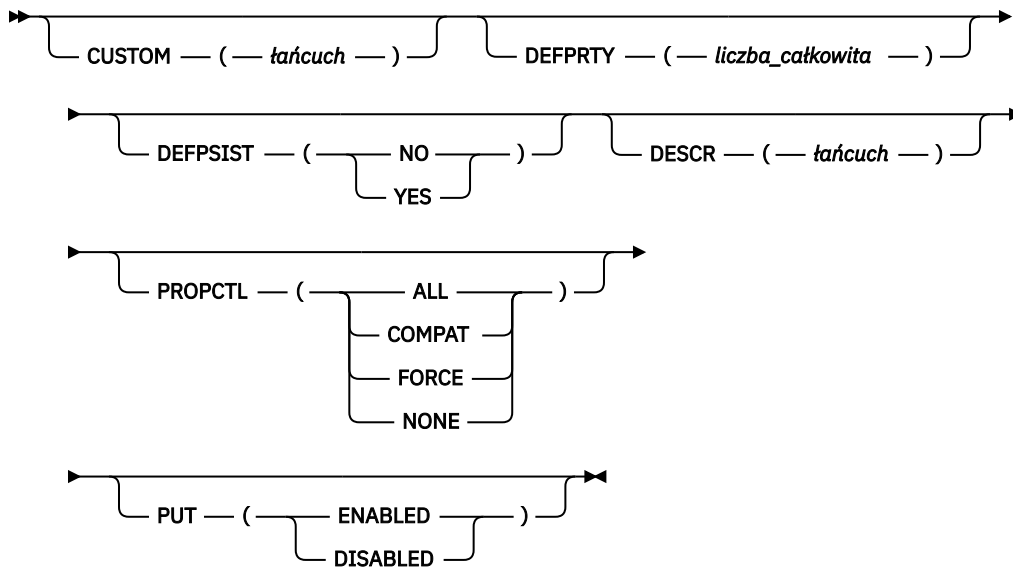 CUSTOM ( łańcuch ) DEFPRTY ( liczba_całkowita )
DEFPSIST ( NO ) DESCR ( łańcuch )
YES
PROPCTL ( ALL )
COMPAT
FORCE
NONE
PUT ( ENABLED )
DISABLED